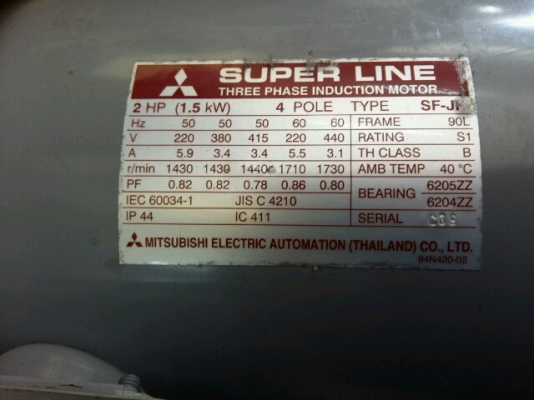 SUPER LINE
THREE PHASE INDUCTION MOTOR
2 HP (1.5 kW) 4 POLE TYPE
Hz 50 50 50 60 60 FRAME 90L
V 220 380 415 220 440 RATING S1
A 5.9 3.4 3.4 5.5 3.1 TH CLASS B
r/min 1430 1430 1440 1710 1730 AMB TEMP 40 °C
PF 0.82 0.82 0.78 0.86 0.80 BEARING 6205ZZ
6204ZZ
IEC 60034-1 JIS C 4210
IP 44 IC 411 SERIAL
MITSUBISHI ELECTRIC AUTOMATION (THAILAND) CO., LTD.
94N420-02